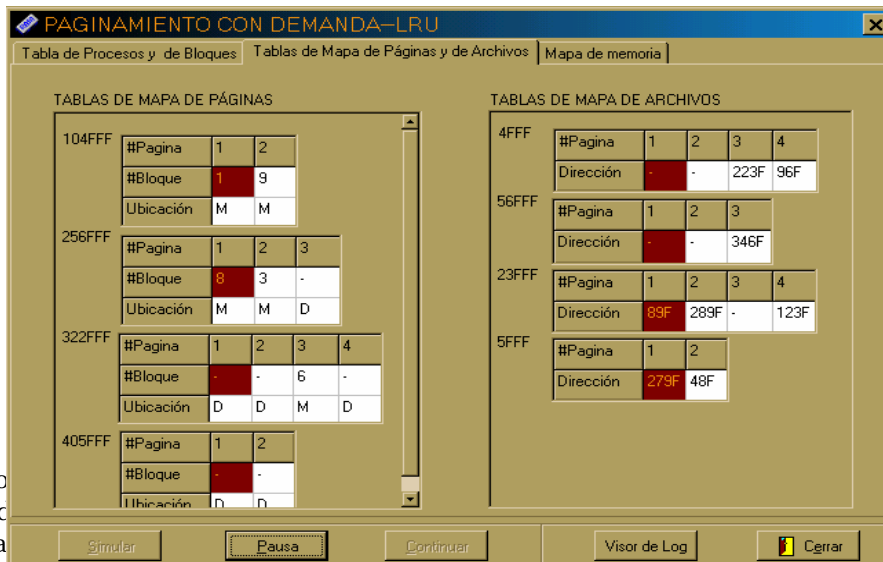 PAGINAMIENTO CON DEMANDA-LRU
Tabla de Procesos y de Bloques Tablas de Mapa de Páginas y de Archivos Mapa de memoria
TABLAS DE MAPA DE PÁGINAS
104FFF
#Pagina 1 2
#Bloque 1 9
Ubicación M M
256FFF
#Pagina 1 2 3
#Bloque 8 3 -
Ubicación M M D
322FFF
#Pagina 1 2 3 4
#Bloque - - 6 -
Ubicación D D M D
405FFF
#Pagina 1 2
#Bloque - -
Ubicación D D
TABLAS DE MAPA DE ARCHIVOS
4FFF
#Pagina 1 2 3 4
Dirección - - 223F 96F
56FFF
#Pagina 1 2 3
Dirección - - 346F
23FFF
#Pagina 1 2 3 4
Dirección 89F 289F - 123F
5FFF
#Pagina 1 2
Dirección 279F 48F
Simular Pausa Continuar Visor de Log Cerrar